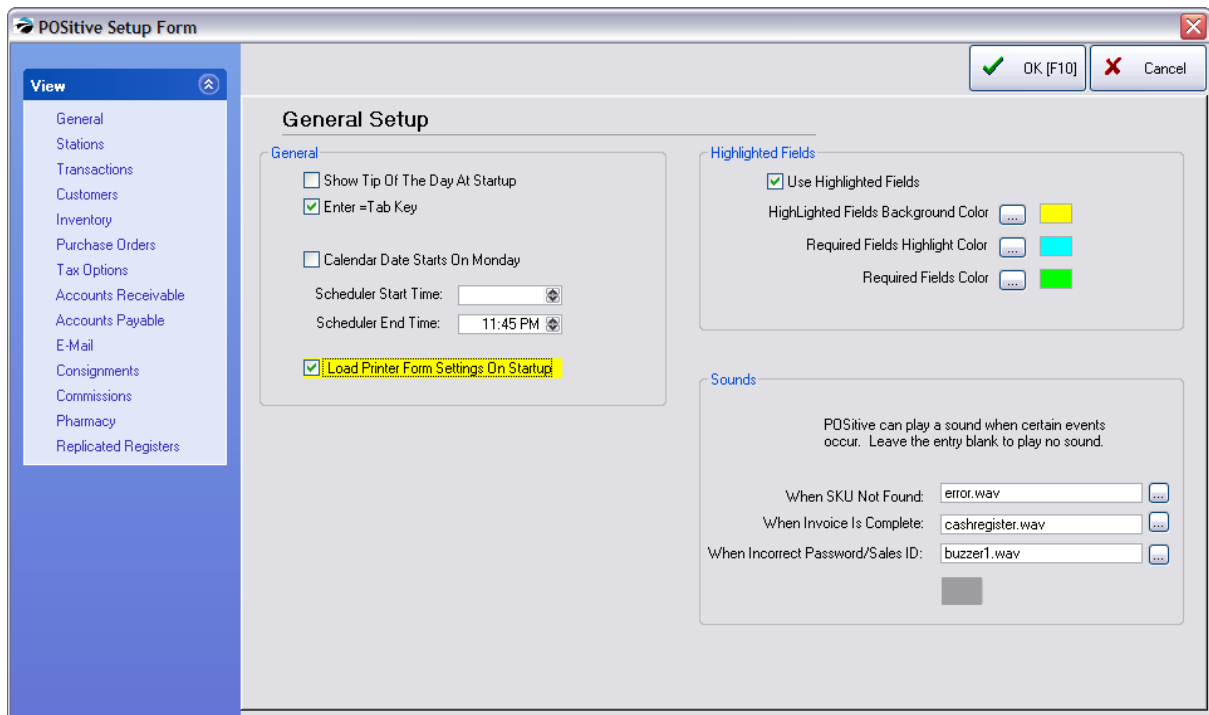 POSitive Setup Form
OK [F10]
Cancel
View
General
Stations
Transactions
Customers
Inventory
Purchase Orders
Tax Options
Accounts Receivable
Accounts Payable
E-Mail
Consignments
Commissions
Pharmacy
Replicated Registers
General Setup
General
Show Tip Of The Day At Startup
Enter =Tab Key
Calendar Date Starts On Monday
Scheduler Start Time:
Scheduler End Time: 11:45 PM
Load Printer Form Settings On Startup
Highlighted Fields
Use Highlighted Fields
HighLighted Fields Background Color ...
Required Fields Highlight Color ...
Required Fields Color ...
Sounds
POSitive can play a sound when certain events
occur. Leave the entry blank to play no sound.
When SKU Not Found: error.wav ...
When Invoice Is Complete: cashregister.wav ...
When Incorrect Password/Sales ID: buzzer1.wav ...